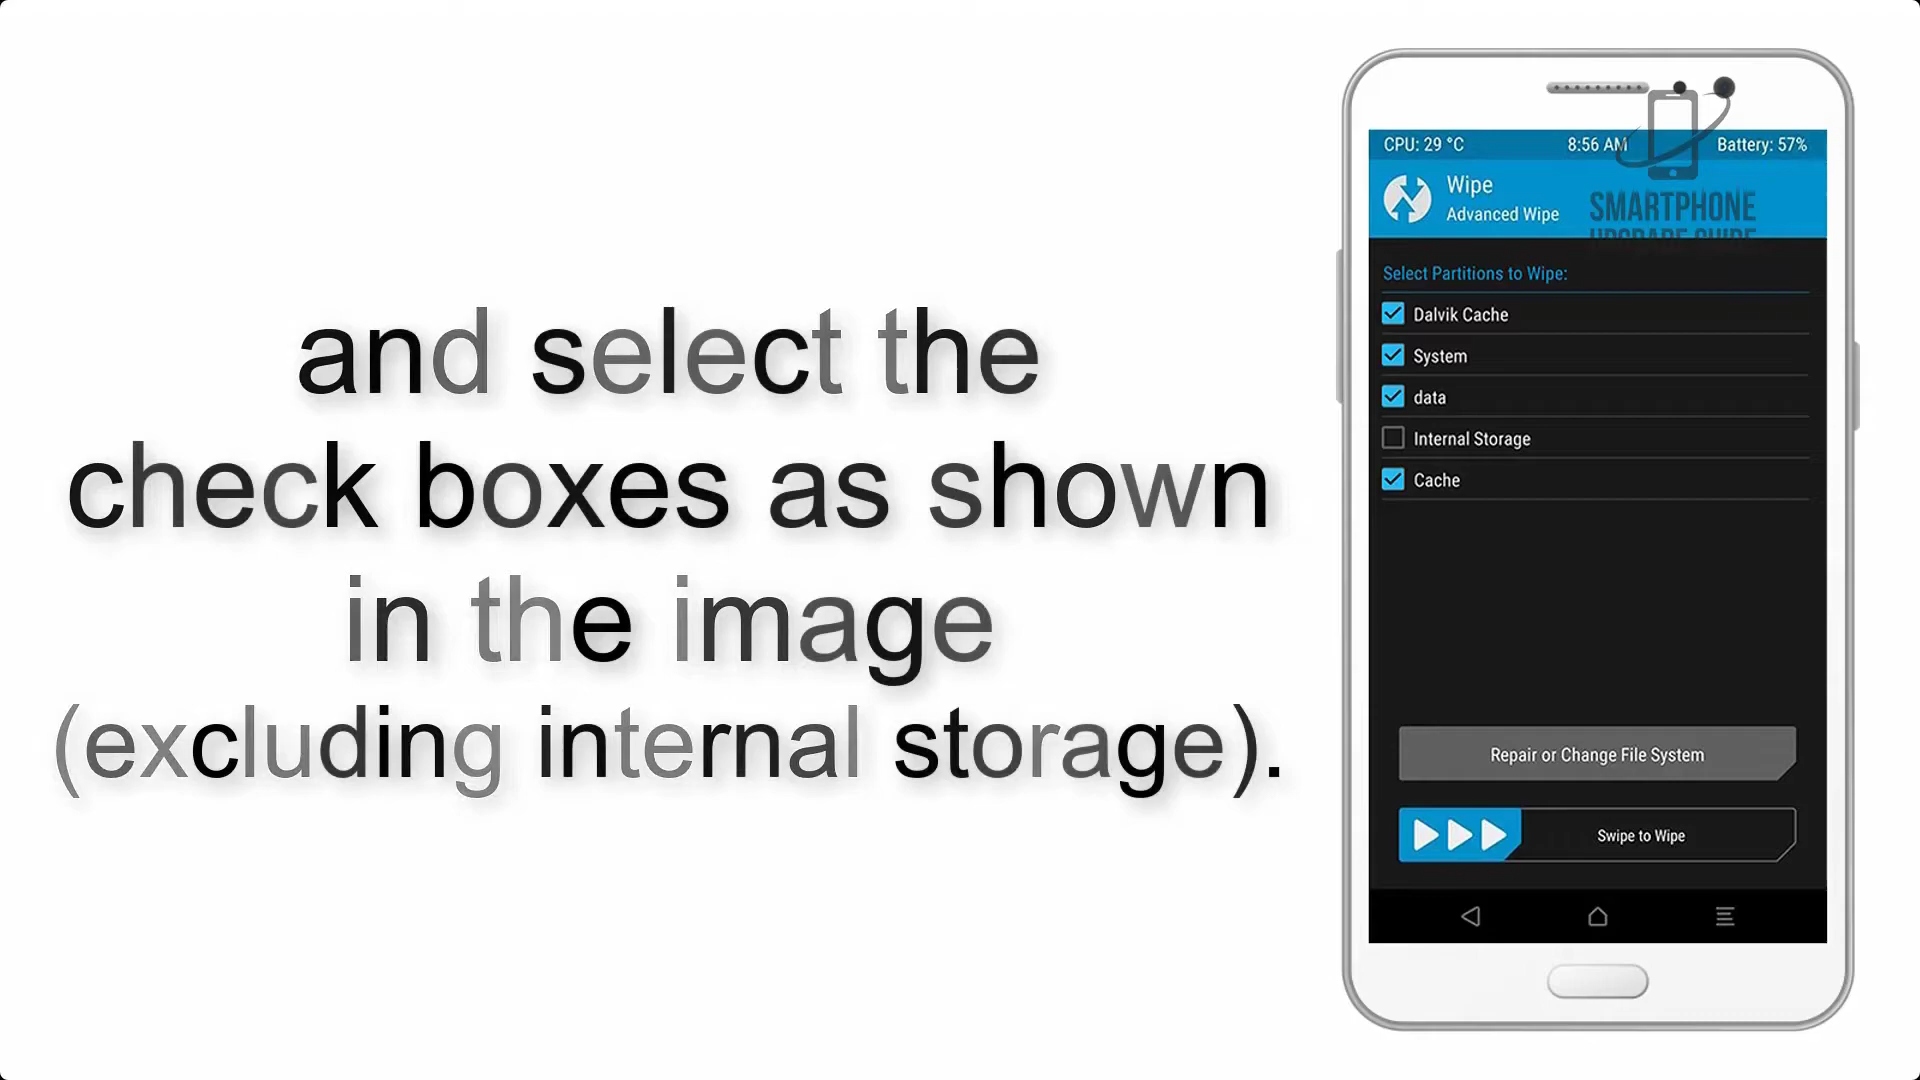 and select the
check boxes as shown
in the image
(excluding internal storage).
CPU: 29 °C 8:56 AM Battery: 57%
Wipe
Advanced Wipe
SMARTPHONE
UPGRADE GUIDE
Select Partitions to Wipe:
Dalvik Cache
System
data
Internal Storage
Cache
Repair or Change File System
Swipe to Wipe